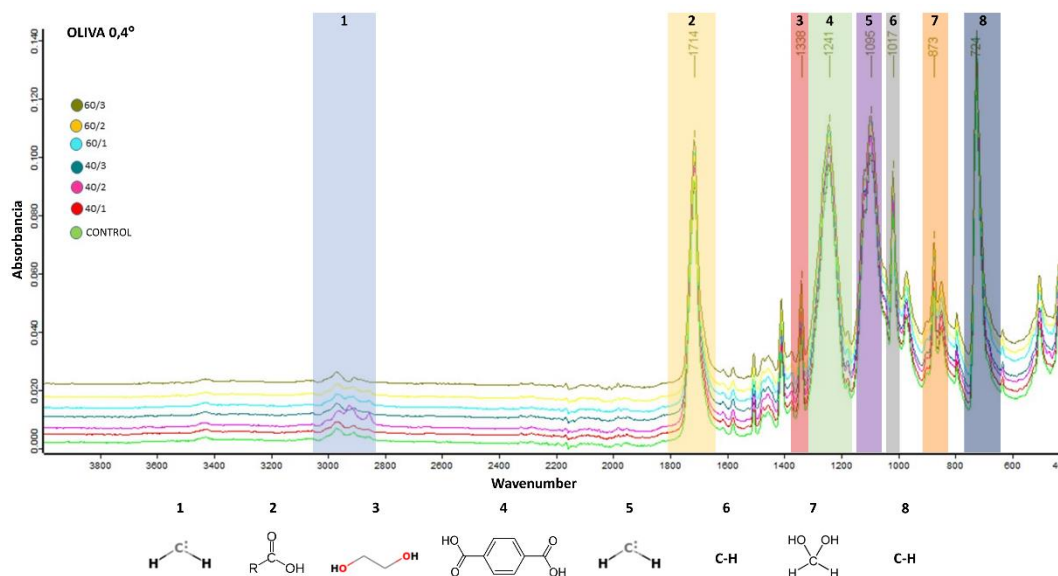 1 2 3 4 5 6 7 8
OLIVA 0,4°
1714 1338 1241 1095 1017 873 724
60/3
60/2
60/1
40/3
40/2
40/1
CONTROL
Absorbancia
0.140
0.120
0.100
0.080
0.060
0.040
0.020
0.000
3800 3600 3400 3200 3000 2800 2600 2400 2200 2000 1800 1600 1400 1200 1000 800 600
Wavenumber
1 2 3 4 5 6 7 8
H C: H
R O OH
HO OH
HO O O OH
H C: H
C-H
OH OH H H
C-H